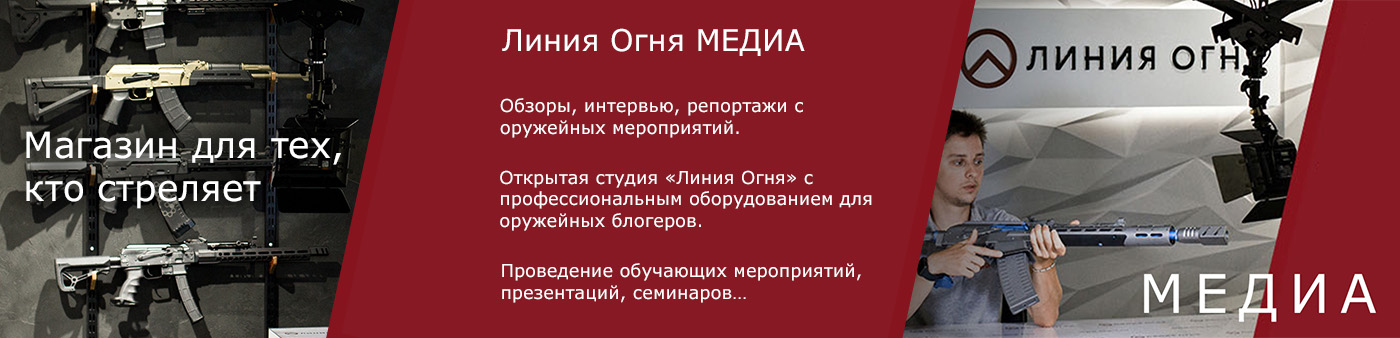 Магазин для тех,
кто стреляет
Линия Огня МЕДИА
Обзоры, интервью, репортажи с
оружейных мероприятий.
Открытая студия «Линия Огня» с
профессиональным оборудованием для
оружейных блогеров.
Проведение обучающих мероприятий,
презентаций, семинаров...
ЛИНИЯ ОГН
МЕДИА